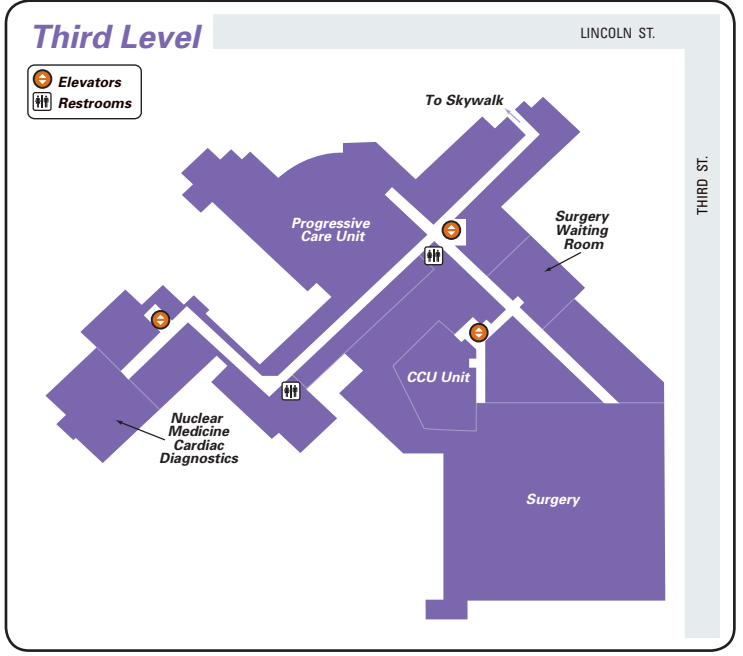 Third Level
LINCOLN ST.
Elevators
Restrooms
To Skywalk
THIRD ST.
Surgery
Waiting
Room
Progressive
Care Unit
CCU Unit
Nuclear
Medicine
Cardiac
Diagnostics
Surgery